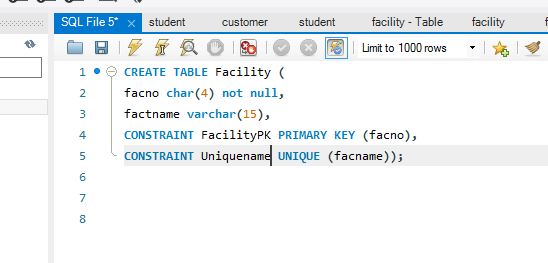 SQL File 5* × student customer student facility - Table facility
Limit to 1000 rows
1 CREATE TABLE Facility (
2 facno char(4) not null,
3 factname varchar(15),
4 CONSTRAINT FacilityPK PRIMARY KEY (facno),
5 CONSTRAINT Uniquename UNIQUE (facname));
6
7
8